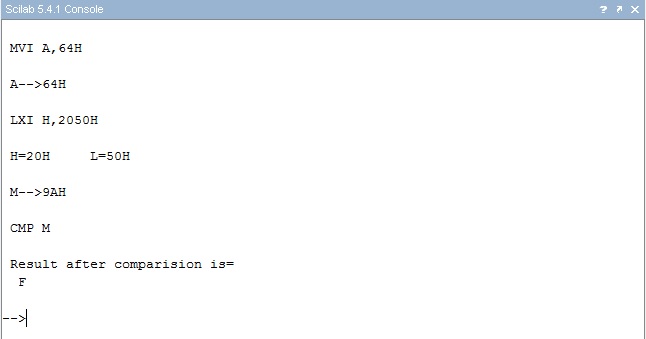 Scilab 5.4.1 Console
MVI A,64H
A-->64H
LXI H,2050H
H=20H     L=50H
M-->9AH
CMP M
Result after comparision is=
F
-->